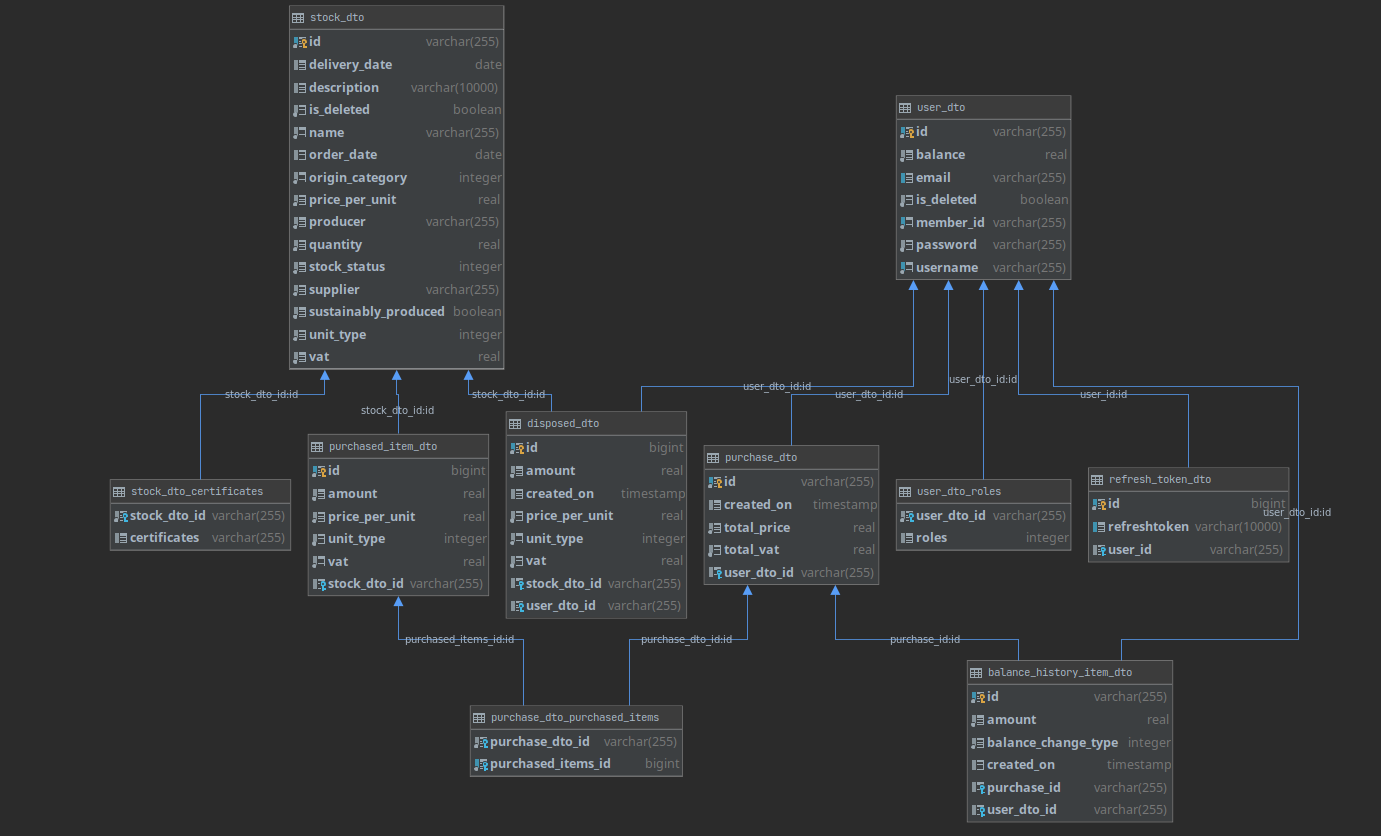 stock_dto
id varchar(255)
delivery_date date
description varchar(10000)
is_deleted boolean
name varchar(255)
order_date date
origin_category integer
price_per_unit real
producer varchar(255)
quantity real
stock_status integer
supplier varchar(255)
sustainably_produced boolean
unit_type integer
vat real
user_dto
id varchar(255)
balance real
email varchar(255)
is_deleted boolean
member_id varchar(255)
password varchar(255)
username varchar(255)
stock_dto_id:id
stock_dto_id:id
stock_dto_id:id
user_dto_id:id
user_dto_id:id
user_dto_id:id
user_id:id
user_dto_id:id
stock_dto_certificates
stock_dto_id varchar(255)
certificates varchar(255)
purchased_item_dto
id bigint
amount real
price_per_unit real
unit_type integer
vat real
stock_dto_id varchar(255)
disposed_dto
id bigint
amount real
created_on timestamp
price_per_unit real
unit_type integer
vat real
stock_dto_id varchar(255)
user_dto_id varchar(255)
purchase_dto
id varchar(255)
created_on timestamp
total_price real
total_vat real
user_dto_id varchar(255)
user_dto_roles
user_dto_id varchar(255)
roles integer
refresh_token_dto
id bigint
refreshtoken varchar(10000)
user_id varchar(255)
purchased_items_id:id
purchase_dto_id:id
purchase_id:id
purchase_dto_purchased_items
purchase_dto_id varchar(255)
purchased_items_id bigint
balance_history_item_dto
id varchar(255)
amount real
balance_change_type integer
created_on timestamp
purchase_id varchar(255)
user_dto_id varchar(255)